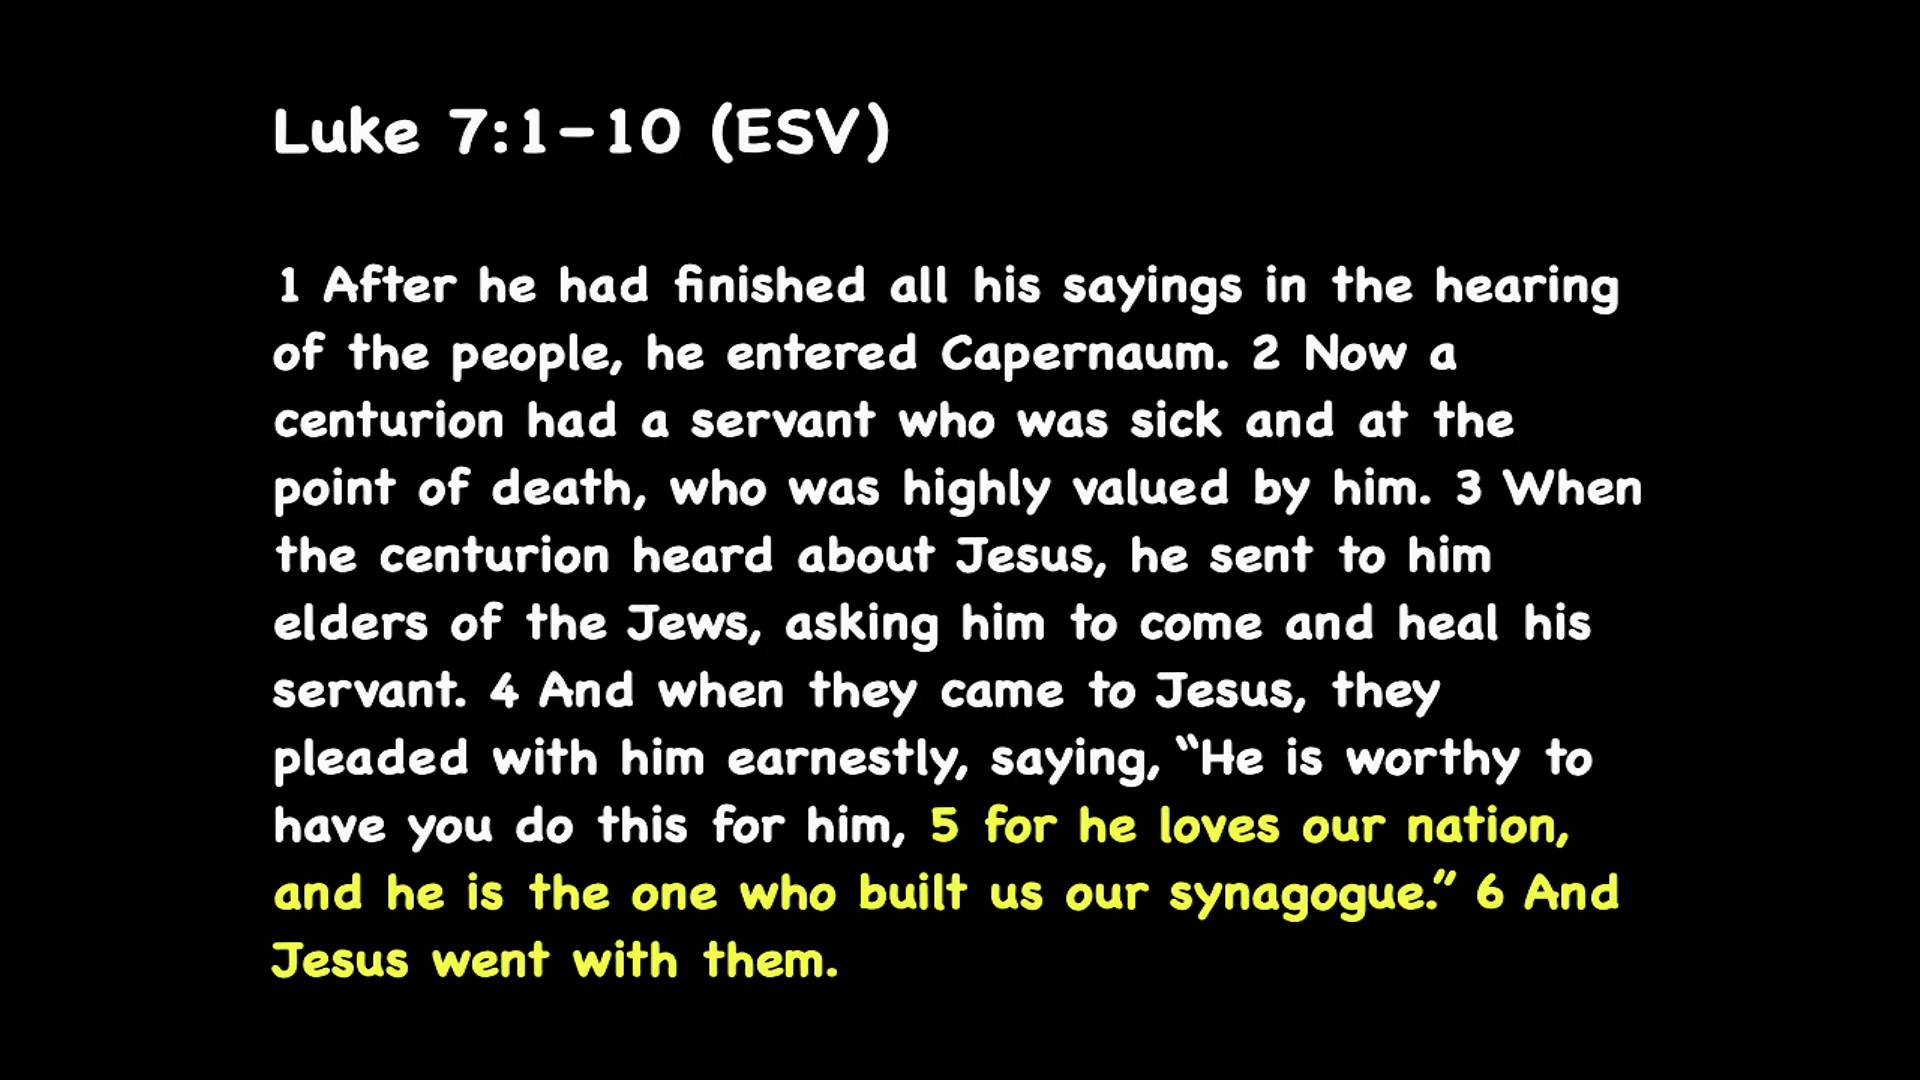 Luke 7:1–10 (ESV)
1 After he had finished all his sayings in the hearing
of the people, he entered Capernaum. 2 Now a
centurion had a servant who was sick and at the
point of death, who was highly valued by him. 3 When
the centurion heard about Jesus, he sent to him
elders of the Jews, asking him to come and heal his
servant. 4 And when they came to Jesus, they
pleaded with him earnestly, saying, “He is worthy to
have you do this for him, 5 for he loves our nation,
and he is the one who built us our synagogue.” 6 And
Jesus went with them.